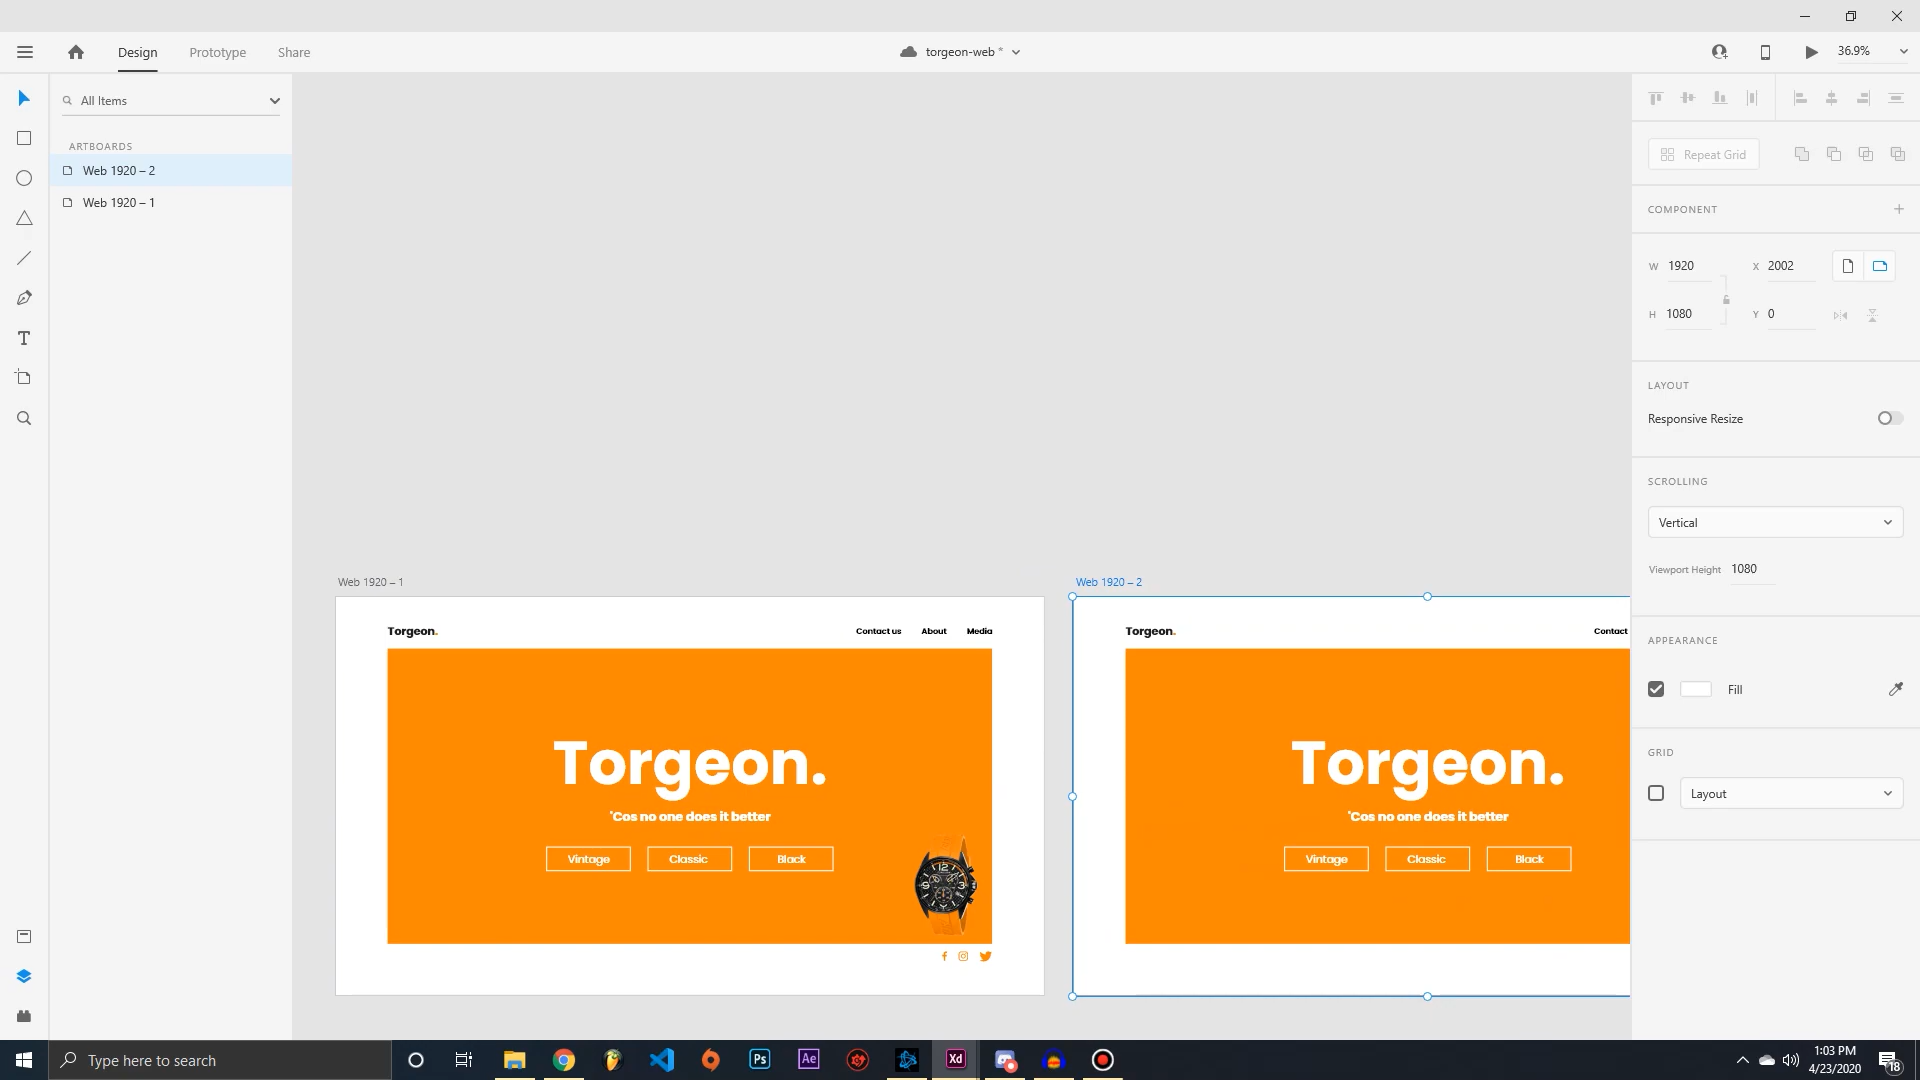 Design
Prototype
Share
torgeon-web *
36.9%
All Items
ARTBOARDS
Web 1920 – 2
Web 1920 – 1
Repeat Grid
COMPONENT
W 1920
X 2002
H 1080
Y 0
LAYOUT
Responsive Resize
SCROLLING
Vertical
Viewport Height 1080
APPEARANCE
Fill
GRID
Layout
Web 1920 – 1
Torgeon.
Contact us
About
Media
Torgeon.
'Cos no one does it better
Vintage
Classic
Black
Web 1920 – 2
Torgeon.
Contact
Torgeon.
'Cos no one does it better
Vintage
Classic
Black
Type here to search
Ps
Ae
Xd
1:03 PM
4/23/2020
18